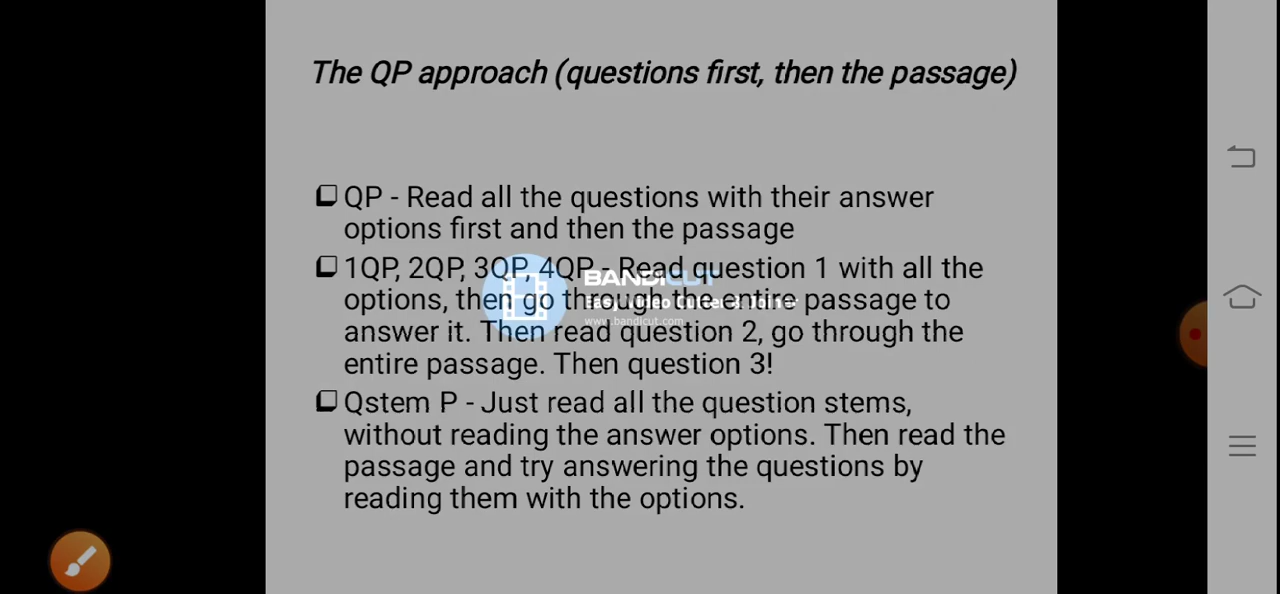 The QP approach (questions first, then the passage)
QP - Read all the questions with their answer
options first and then the passage
1QP, 2QP, 3QP, 4QP - Read question 1 with all the
options, then go through the entire passage to
answer it. Then read question 2, go through the
entire passage. Then question 3!
Qstem P - Just read all the question stems,
without reading the answer options. Then read the
passage and try answering the questions by
reading them with the options.
BANDICUT
Easy Video Cutter & Joiner
www.bandicut.com